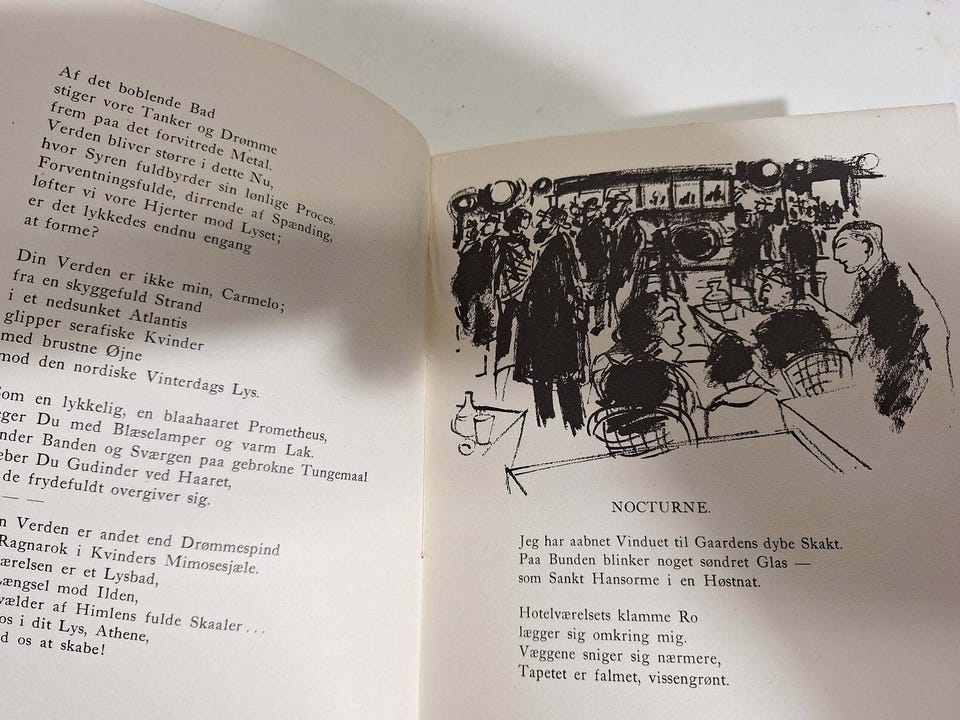 Af det boblende Bad
stiger vore Tanker og Drømme
frem paa det forvitrede Metal.
Verden bliver større i dette Nu,
hvor Syren fuldbyrder sin lønlige Proces.
Forventningsfulde, dirrende af Spænding,
løfter vi vore Hjerter mod Lyset;
er det lykkedes endnu engang
at forme?
Din Verden er ikke min, Carmelo;
fra en skyggefuld Strand
i et nedsunket Atlantis
glipper serafiske Kvinder
med brustne Øjne
mod den nordiske Vinterdags Lys.
om en lykkelig, en blaahaaret Prometheus,
ger Du med Blæselamper og varm Lak.
nder Banden og Sværgen paa gebrokne Tungemaal
ber Du Gudinder ved Haaret,
de frydefuldt overgiver sig.
— —
n Verden er andet end Drømmespind
Ragnarok i Kvinders Mimosesjæle.
ærelsen er et Lysbad,
ængsel mod Ilden,
vælder af Himlens fulde Skaaler...
os i dit Lys, Athene,
d os at skabe!
NOCTURNE.
Jeg har aabnet Vinduet til Gaardens dybe Skakt.
Paa Bunden blinker noget søndret Glas —
som Sankt Hansorme i en Høstnat.
Hotelværelsets klamme Ro
lægger sig omkring mig.
Væggene sniger sig nærmere,
Tapetet er falmet, vissengrønt.